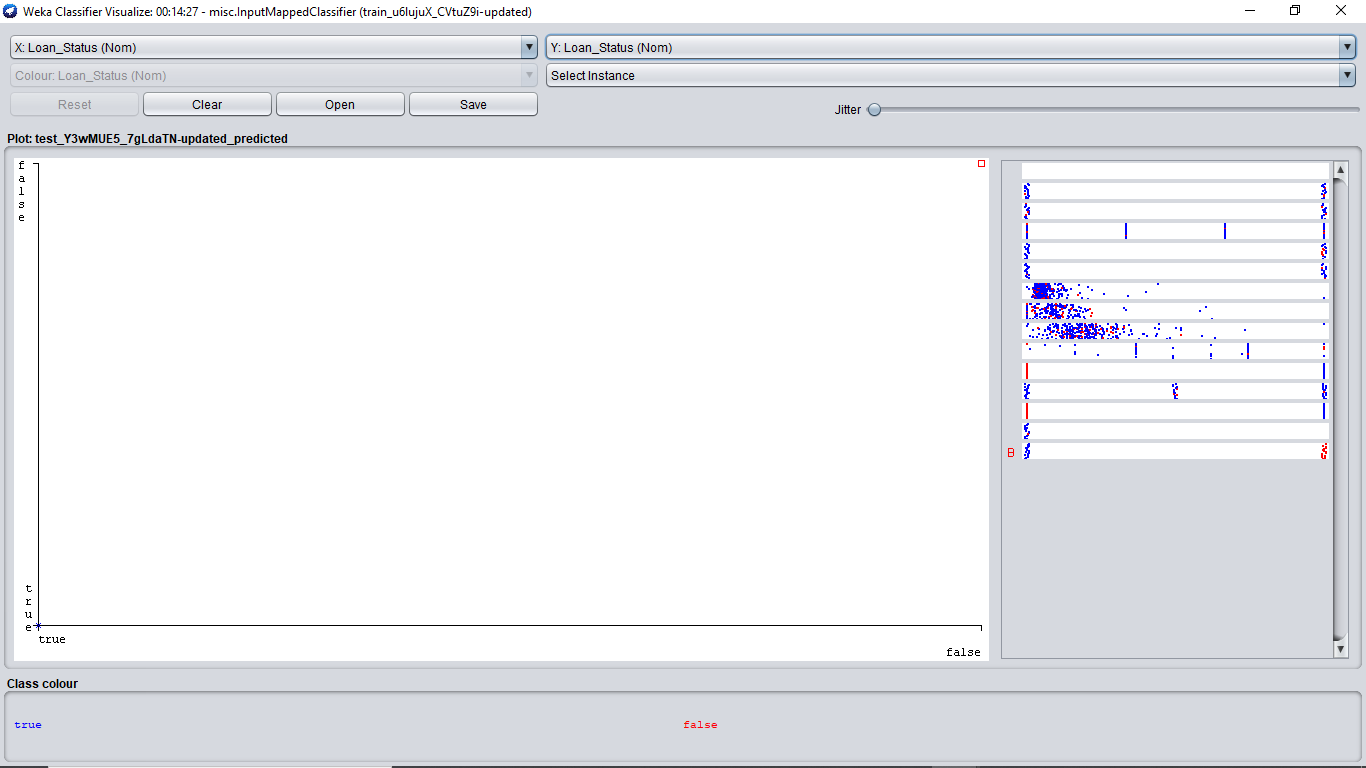 Weka Classifier Visualize: 00:14:27 - misc.InputMappedClassifier (train_u6lujuX_CVtuZ9i-updated)
X: Loan_Status (Nom)
Y: Loan_Status (Nom)
Colour: Loan_Status (Nom)
Select Instance
Reset
Clear
Open
Save
Jitter
Plot: test_Y3wMUE5_7gLdaTN-updated_predicted
false
true
true
false
B
Class colour
true
false